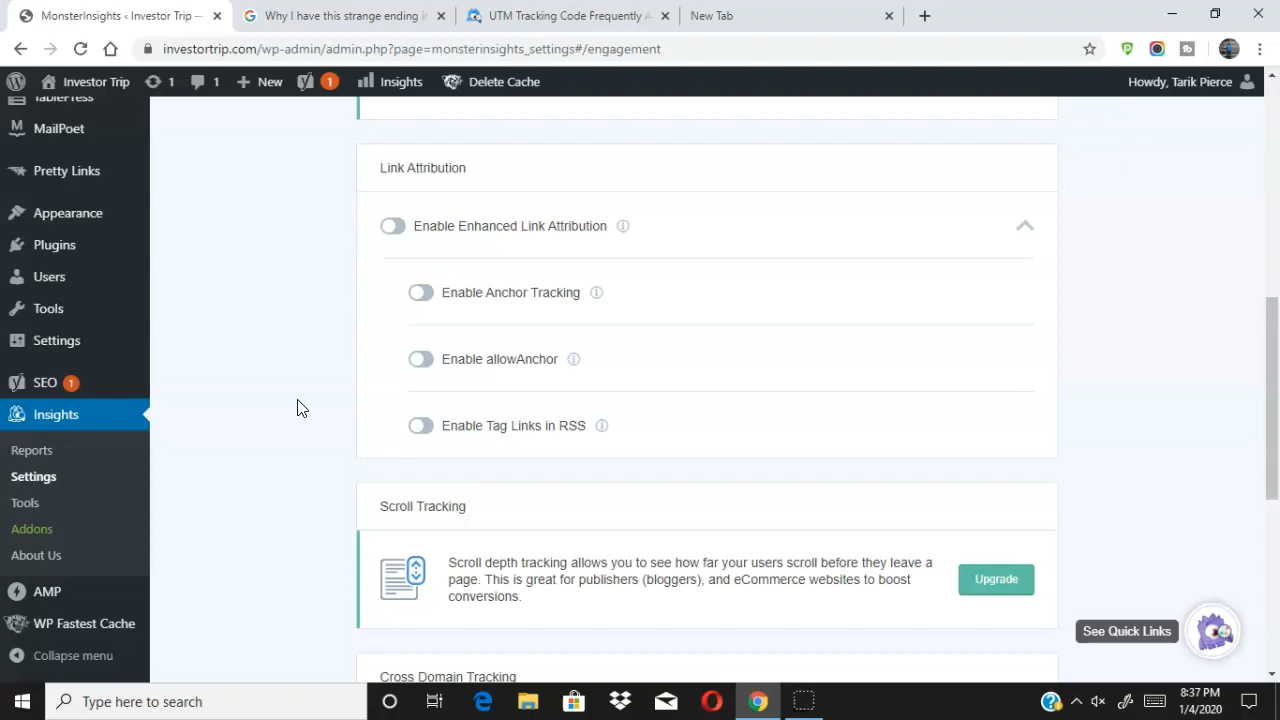 MonsterInsights ‹ Investor Trip —
Why I have this strange ending in
UTM Tracking Code Frequently A
New Tab
investortrip.com/wp-admin/admin.php?page=monsterinsights_settings#/engagement
Investor Trip
1
1
New
1
Insights
Delete Cache
Howdy, Tarik Pierce
TablePress
MailPoet
Pretty Links
Appearance
Plugins
Users
Tools
Settings
SEO 1
Insights
Reports
Settings
Tools
Addons
About Us
AMP
WP Fastest Cache
Collapse menu
Link Attribution
Enable Enhanced Link Attribution
Enable Anchor Tracking
Enable allowAnchor
Enable Tag Links in RSS
Scroll Tracking
Scroll depth tracking allows you to see how far your users scroll before they leave a
page. This is great for publishers (bloggers), and eCommerce websites to boost
conversions.
Upgrade
See Quick Links
Cross Domain Tracking
Type here to search
8:37 PM
1/4/2020